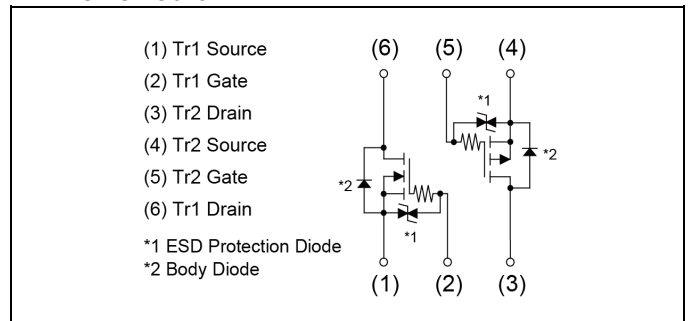 (1) Tr1 Source
(2) Tr1 Gate
(3) Tr2 Drain
(4) Tr2 Source
(5) Tr2 Gate
(6) Tr1 Drain
*1 ESD Protection Diode
*2 Body Diode
(6) (5) (4)
*1
*2
*2
*1
(1) (2) (3)